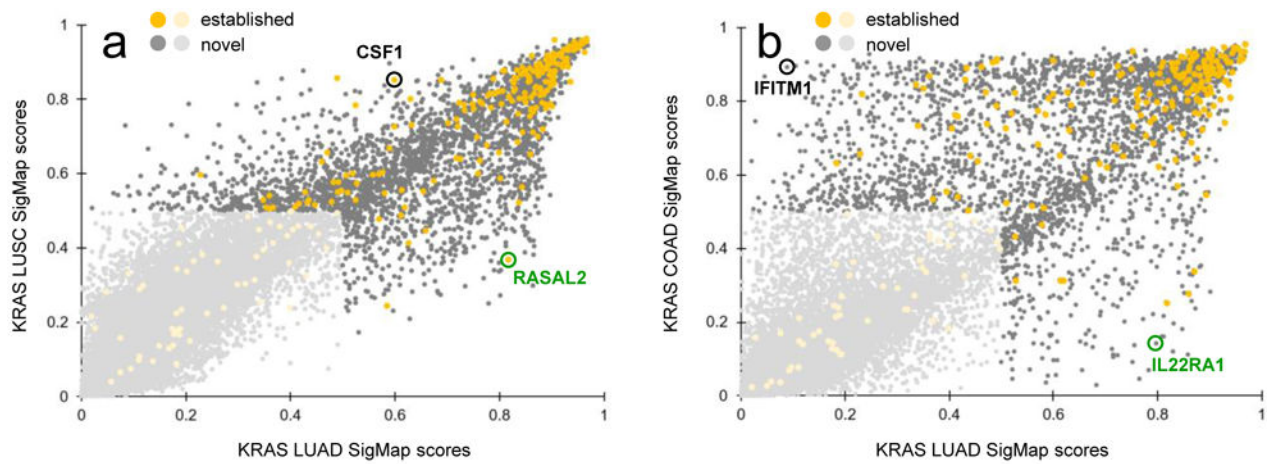 a
established
novel
CSF1
RASAL2
KRAS LUSC SigMap scores
1
0.8
0.6
0.4
0.2
0
0
0.2
0.4
0.6
0.8
1
KRAS LUAD SigMap scores
b
established
novel
IFITM1
IL22RA1
KRAS COAD SigMap scores
1
0.8
0.6
0.4
0.2
0
0
0.2
0.4
0.6
0.8
1
KRAS LUAD SigMap scores